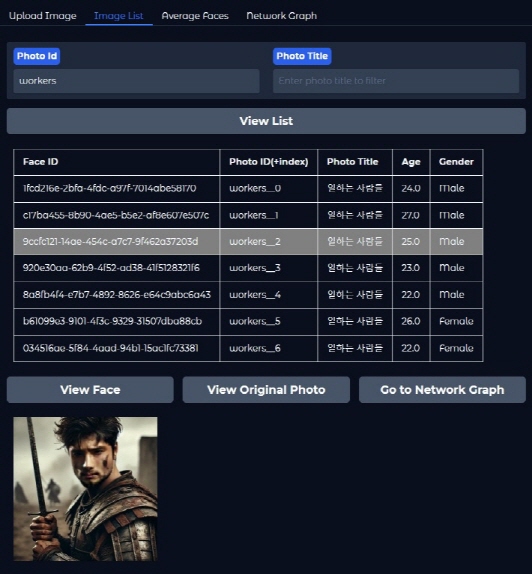 Upload Image Image List Average Faces Network Graph
Photo Id Photo Title
workers Enter photo title to filter
View List
Face ID Photo ID(+index) Photo Title Age Gender
1fcd216e-2bfa-4fdc-a97f-7014abe58170 workers__0 일하는 사람들 24.0 Male
c17ba455-8b90-4ae5-b5e2-af8e607e507c workers__1 일하는 사람들 27.0 Male
9ccfc121-14ae-454c-a7c7-9f462a37203d workers__2 일하는 사람들 25.0 Male
920e30aa-62b9-4f52-ad38-41f5128321f6 workers__3 일하는 사람들 23.0 Male
8a8fb4f4-e7b7-4892-8626-e64c9abc6a43 workers__4 일하는 사람들 22.0 Male
b61099e3-9101-4f3c-9329-31507dba88cb workers__5 일하는 사람들 26.0 Female
034516ae-5f84-4aad-94b1-15ac1fc73381 workers__6 일하는 사람들 22.0 Female
View Face View Original Photo Go to Network Graph